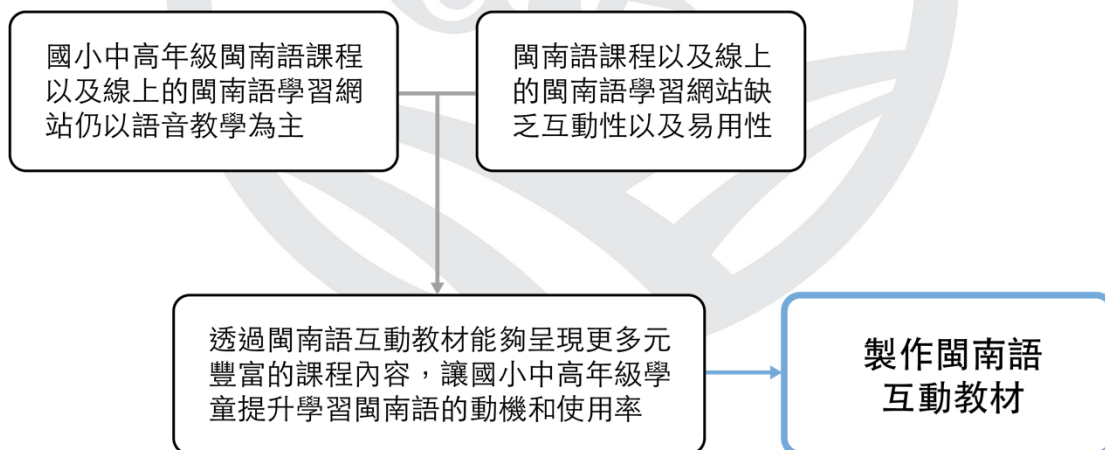 國小中高年級閩南語課程
以及線上的閩南語學習網
站仍以語音教學為主
閩南語課程以及線上
的閩南語學習網站缺
乏互動性以及易用性
透過閩南語互動教材能夠呈現更多元
豐富的課程內容，讓國小中高年級學
童提升學習閩南語的動機和使用率
製作閩南語
互動教材